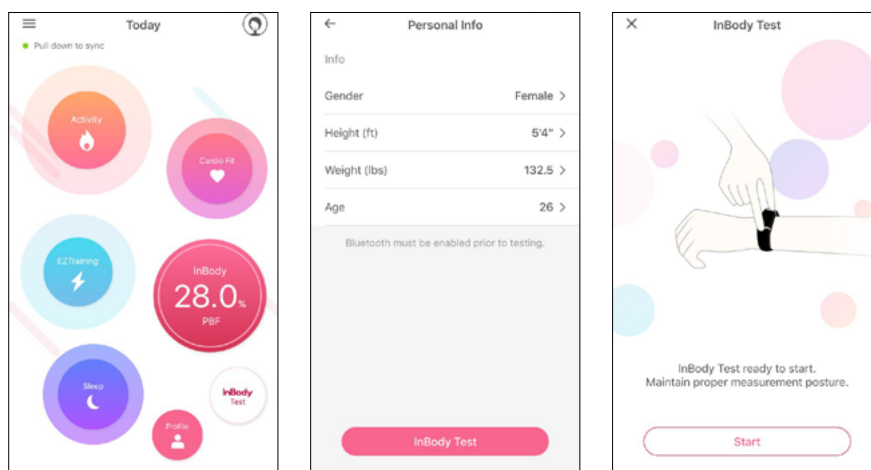 Today
Pull down to sync
Activity
Cardio Fit
EZTraining
InBody
28.0%
PBF
Sleep
InBody
Test
Profile
Personal Info
Info
Gender Female
Height (ft) 5'4"
Weight (lbs) 132.5
Age 26
Bluetooth must be enabled prior to testing.
InBody Test
InBody Test
InBody Test ready to start.
Maintain proper measurement posture.
Start